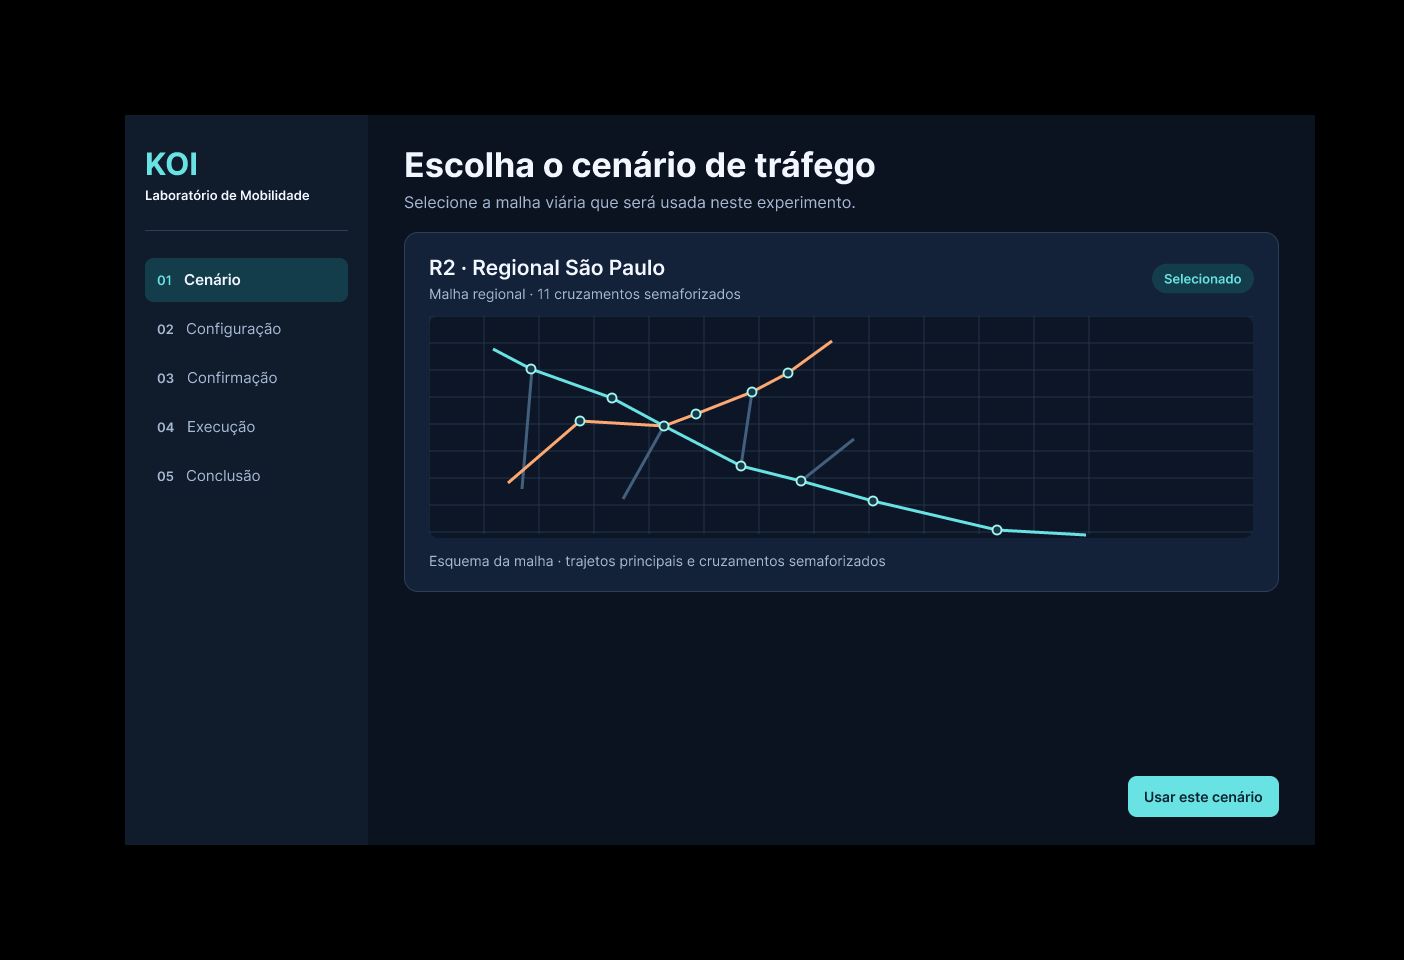 KOI
Laboratório de Mobilidade
01 Cenário
02 Configuração
03 Confirmação
04 Execução
05 Conclusão
Escolha o cenário de tráfego
Selecione a malha viária que será usada neste experimento.
R2 · Regional São Paulo
Malha regional · 11 cruzamentos semaforizados
Selecionado
Esquema da malha · trajetos principais e cruzamentos semaforizados
Usar este cenário